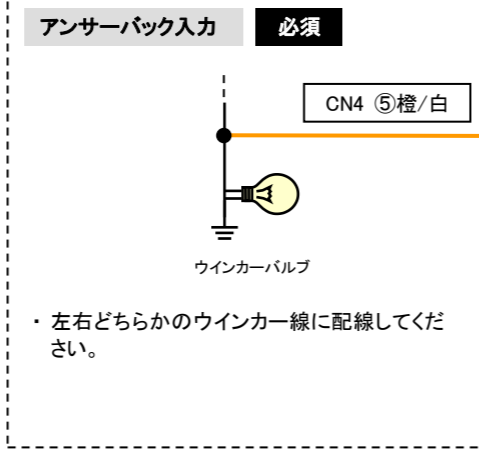 アンサーバック入力 必須
CN4 ⑤橙/白
ウインカーバルブ
・ 左右どちらかのウインカー線に配線してくだ
さい。